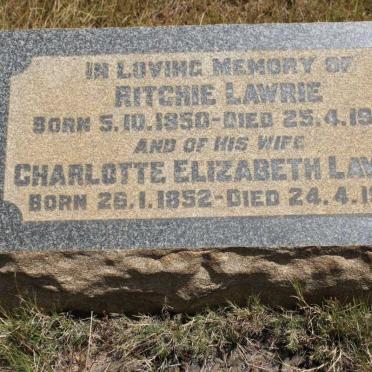 IN LOVING MEMORY OF
RITCHIE LAWRIE
BORN 5.10.1850-DIED 25.4.19
AND OF HIS WIFE
CHARLOTTE ELIZABETH LAW
BORN 26.1.1852-DIED 24.4.1